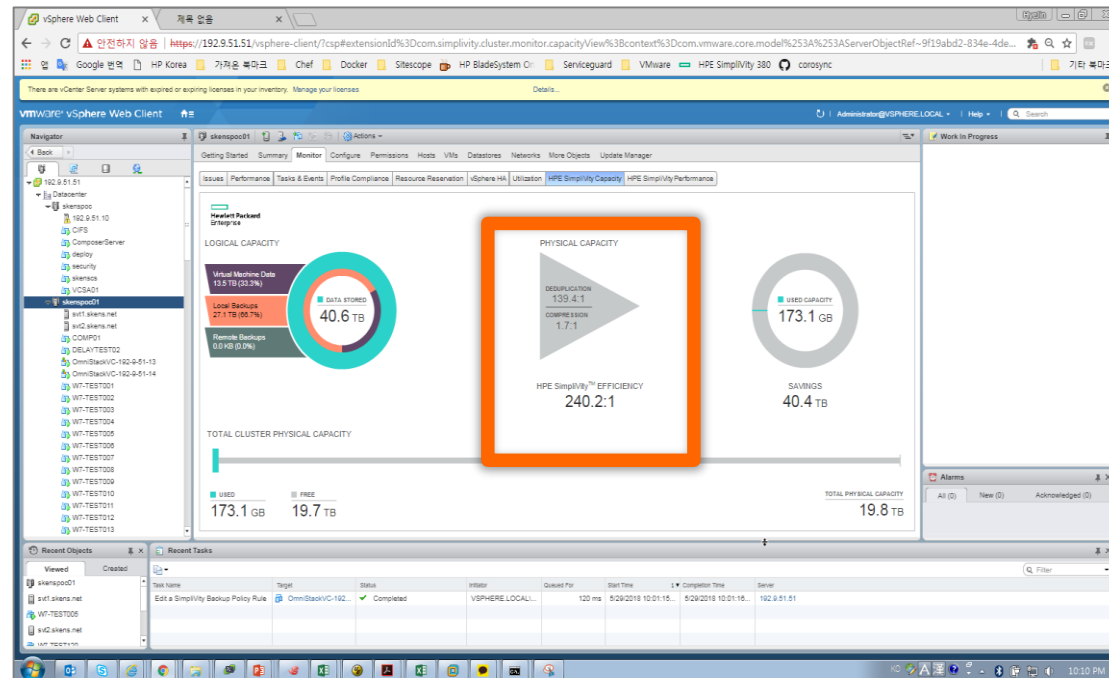 vSphere Web Client
제목 없음
Hyelin
안전하지 않음 | https://192.9.51.51/vsphere-client/?csp#extensionId%3Dcom.simplivity.cluster.monitor.capacityView%3Bcontext%3Dcom.vmware.core.model%253A%253AServerObjectRef~9f19abd2-834e-4de...
앱 Google 번역 HP Korea 가져온 북마크 Chef Docker Sitescope HP BladeSystem On Serviceguard VMware HPE SimpliVity 380 corosync 기타 북마크
There are vCenter Server systems with expired or expiring licenses in your inventory. Manage your licenses Details...
vmware vSphere Web Client
Administrator@VSPHERE.LOCAL Help Search
Navigator
Back
192.9.51.51
Datacenter
skenspoc
192.9.51.10
CIFS
ComposerServer
deploy
security
skenscs
VCSA01
skenspoc01
svt1.skens.net
svt2.skens.net
COMP01
DELAYTEST02
OmniStackVC-192-9-51-13
OmniStackVC-192-9-51-14
W7-TEST001
W7-TEST002
W7-TEST003
W7-TEST004
W7-TEST005
W7-TEST006
W7-TEST007
W7-TEST008
W7-TEST009
W7-TEST010
W7-TEST011
W7-TEST012
W7-TEST013
skenspoc01 Actions
Getting Started Summary Monitor Configure Permissions Hosts VMs Datastores Networks More Objects Update Manager
Issues Performance Tasks & Events Profile Compliance Resource Reservation vSphere HA Utilization HPE SimpliVity Capacity HPE SimpliVity Performance
Hewlett Packard
Enterprise
LOGICAL CAPACITY
Virtual Machine Data
13.5 TB (33.3%)
Local Backups
27.1 TB (66.7%)
Remote Backups
0.0 KB (0.0%)
DATA STORED
40.6 TB
PHYSICAL CAPACITY
DEDUPLICATION
139.4:1
COMPRESSION
1.7:1
HPE SimpliVity™ EFFICIENCY
240.2:1
USED CAPACITY
173.1 GB
SAVINGS
40.4 TB
TOTAL CLUSTER PHYSICAL CAPACITY
USED
173.1 GB
FREE
19.7 TB
TOTAL PHYSICAL CAPACITY
19.8 TB
Work In Progress
Alarms
All (0) New (0) Acknowledged (0)
Recent Objects
Viewed Created
skenspoc01
svt1.skens.net
W7-TEST005
svt2.skens.net
W7-TEST120
Recent Tasks
Filter
Task Name Target Status Initiator Queued For Start Time 1 Completion Time Server
Edit a SimpliVity Backup Policy Rule OmniStackVC-192... Completed VSPHERE.LOCAL\... 120 ms 5/29/2018 10:01:15... 5/29/2018 10:01:16... 192.9.51.51
KO A 漢 10:10 PM